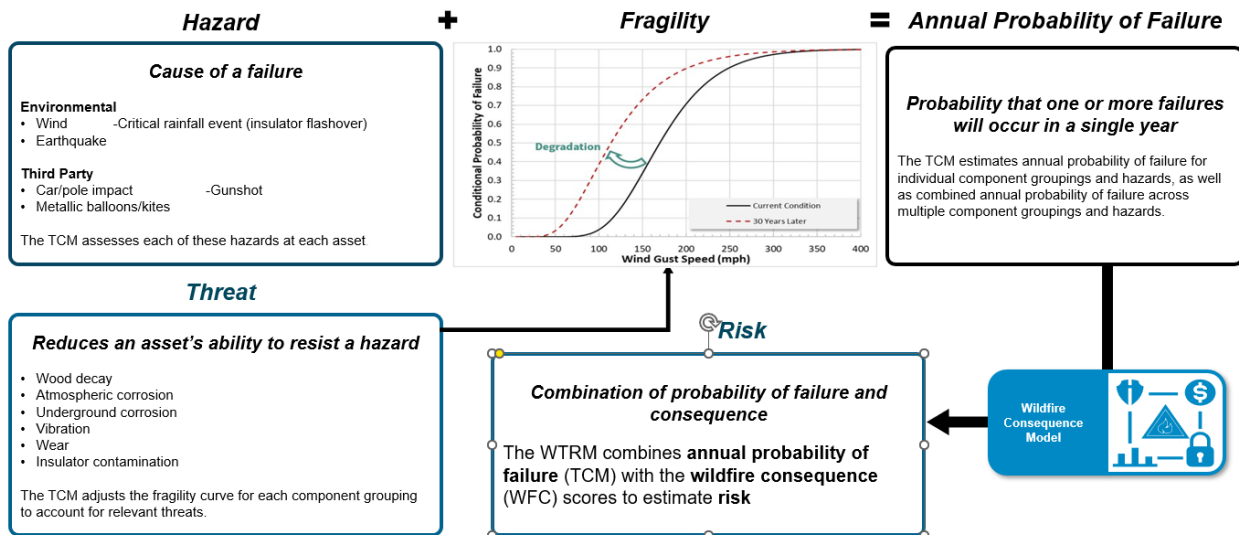 Hazard
+
Fragility
=
Annual Probability of Failure
Cause of a failure
Environmental
• Wind -Critical rainfall event (insulator flashover)
• Earthquake
Third Party
• Car/pole impact -Gunshot
• Metallic balloons/kites
The TCM assesses each of these hazards at each asset
Conditional Probability of Failure
1.0
0.9
0.8
0.7
0.6
0.5
0.4
0.3
0.2
0.1
0.0
Degradation
Current Condition
30 Years Later
0 50 100 150 200 250 300 350 400
Wind Gust Speed (mph)
Probability that one or more failures
will occur in a single year
The TCM estimates annual probability of failure for
individual component groupings and hazards, as well
as combined annual probability of failure across
multiple component groupings and hazards.
Threat
Reduces an asset's ability to resist a hazard
• Wood decay
• Atmospheric corrosion
• Underground corrosion
• Vibration
• Wear
• Insulator contamination
The TCM adjusts the fragility curve for each component grouping
to account for relevant threats.
Risk
Combination of probability of failure and
consequence
The WTRM combines annual probability of
failure (TCM) with the wildfire consequence
(WFC) scores to estimate risk
Wildfire
Consequence
Model
$